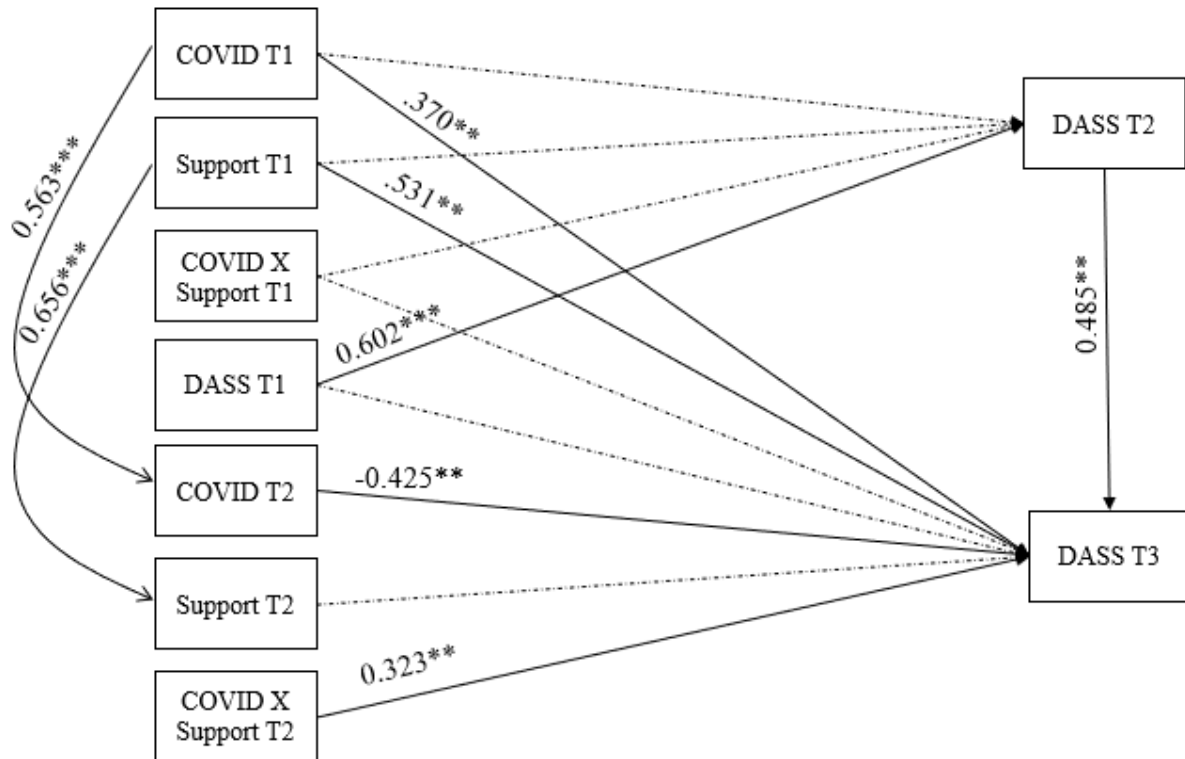 COVID T1
Support T1
COVID X
Support T1
DASS T1
COVID T2
Support T2
COVID X
Support T2
DASS T2
DASS T3
0.563***
0.656***
.370**
.531**
0.602***
-0.425**
0.323**
0.485**